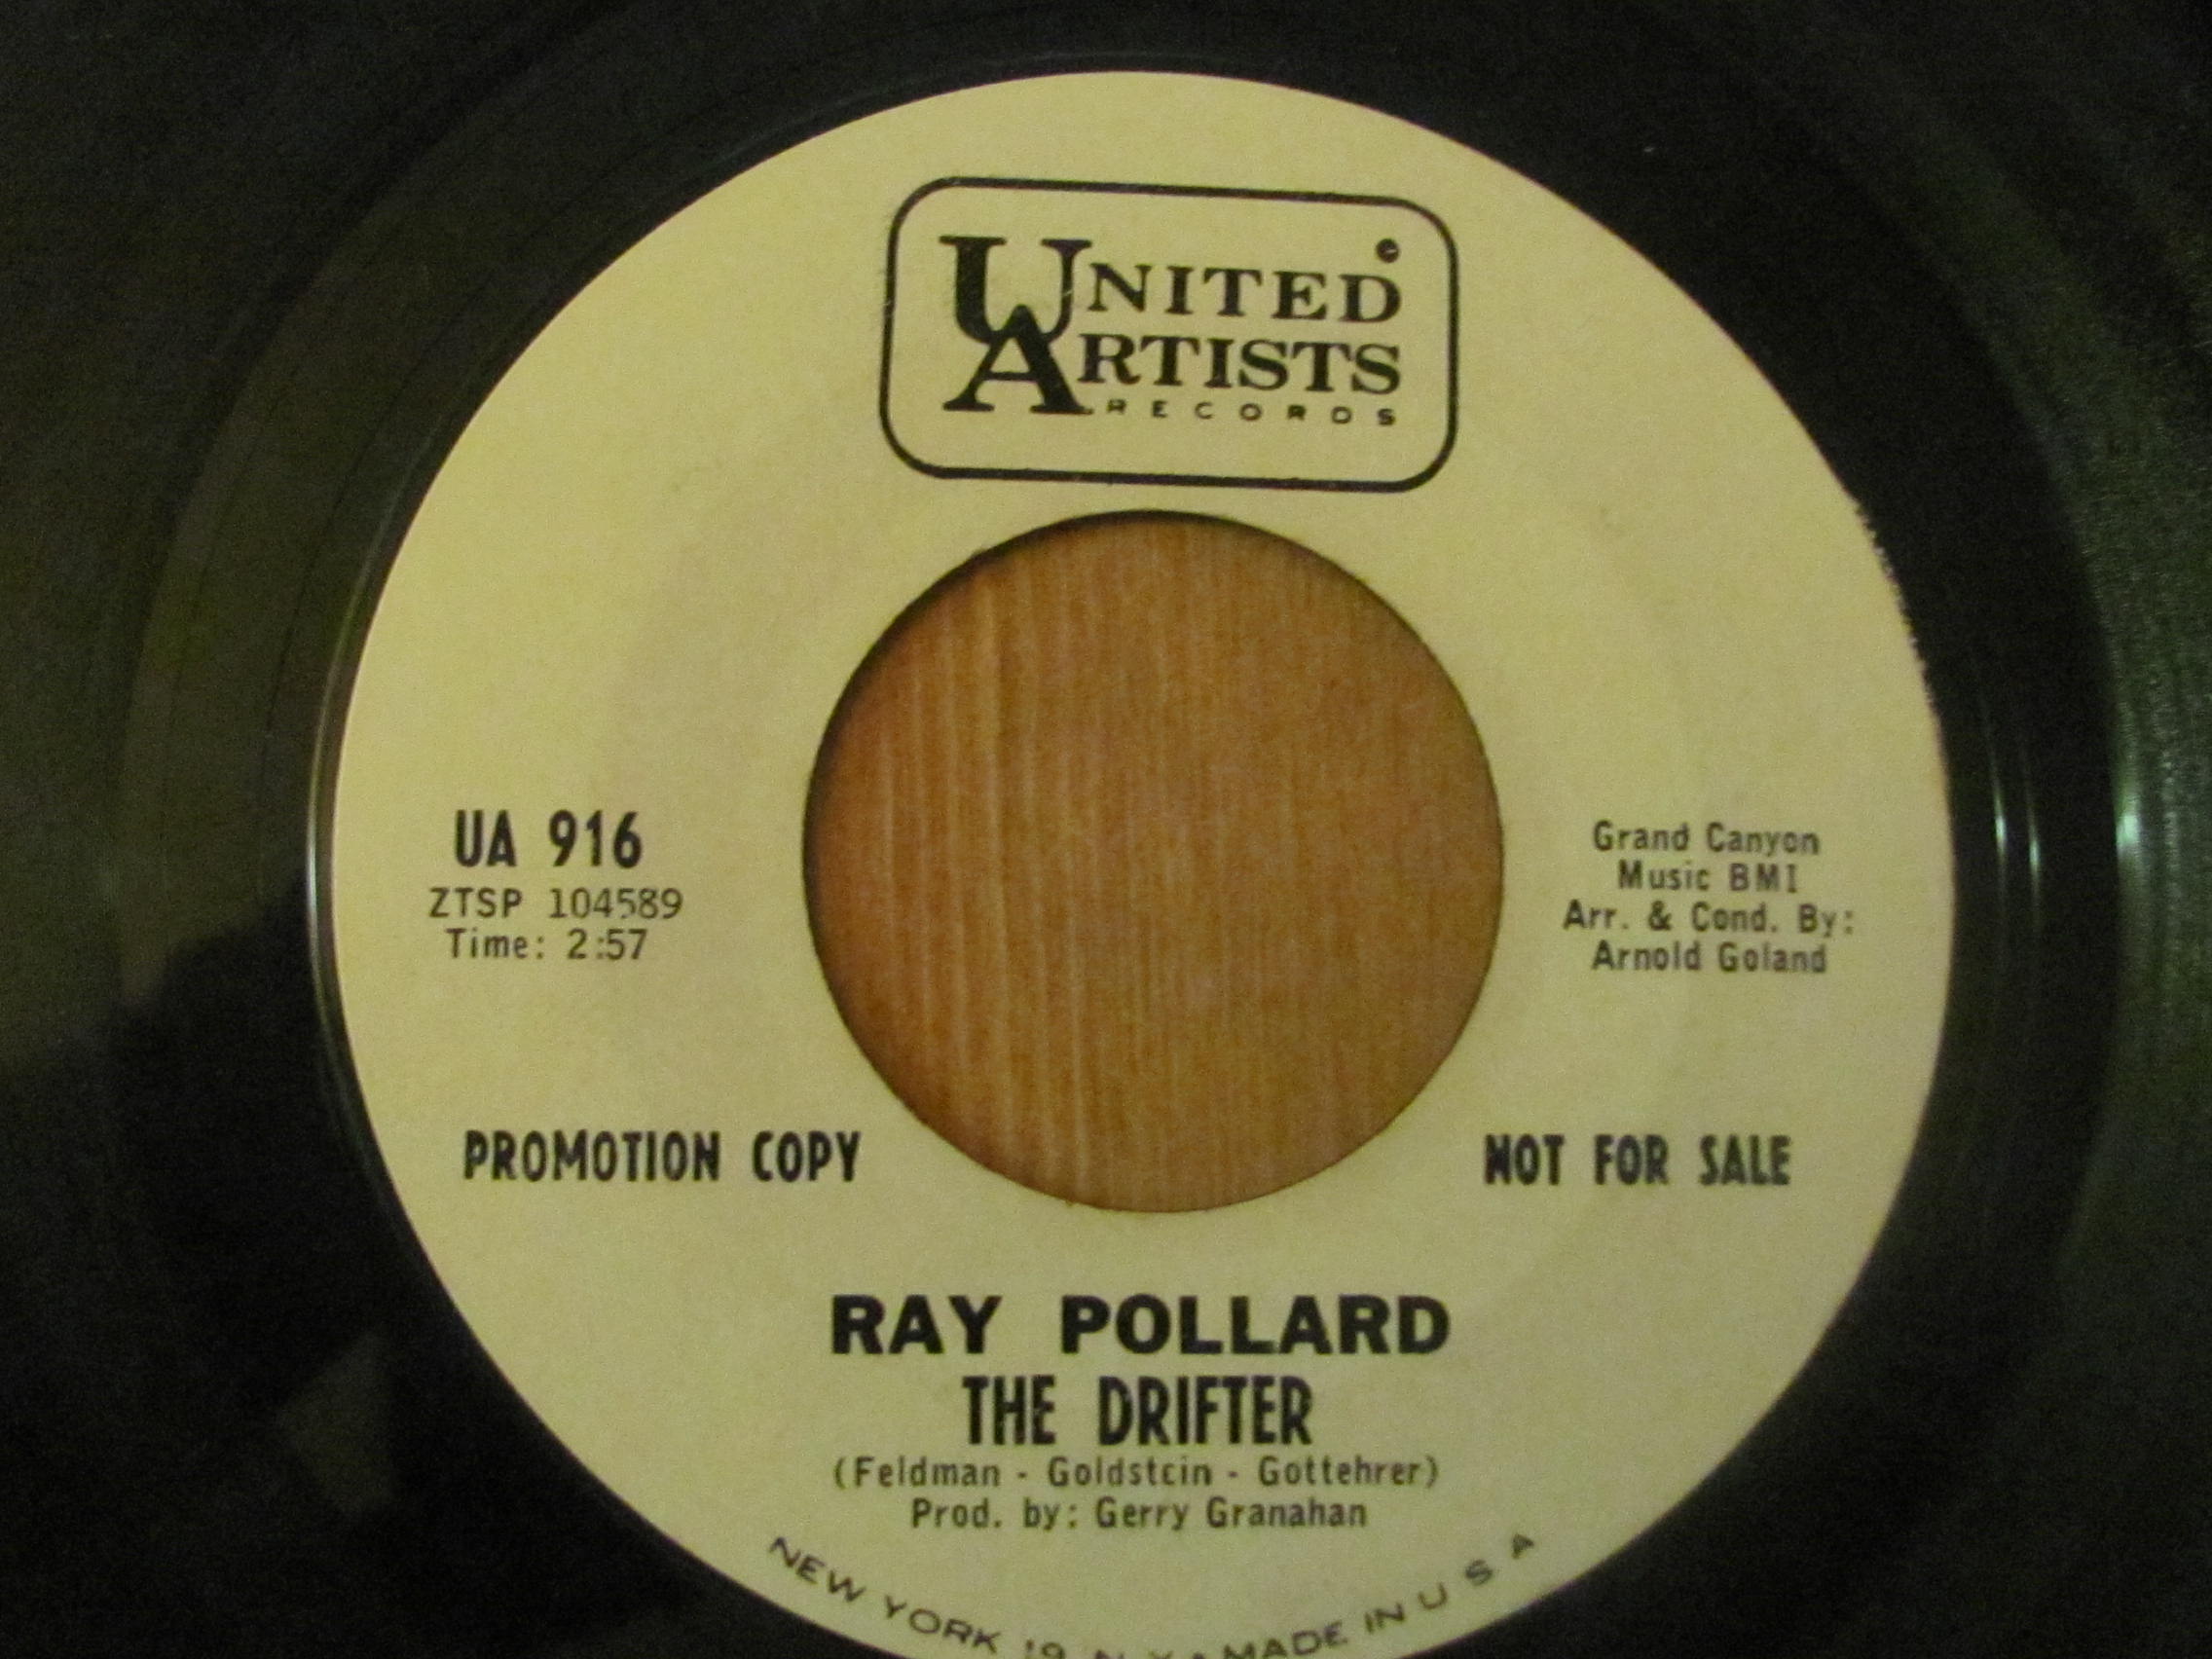 UNITED
ARTISTS
RECORDS
UA 916
ZTSP 104589
Time: 2:57
Grand Canyon
Music BMI
Arr. & Cond. By:
Arnold Goland
PROMOTION COPY
NOT FOR SALE
RAY POLLARD
THE DRIFTER
(Feldman - Goldstein - Gottehrer)
Prod. by: Gerry Granahan
NEW YORK 19, N.Y. • MADE IN U S A